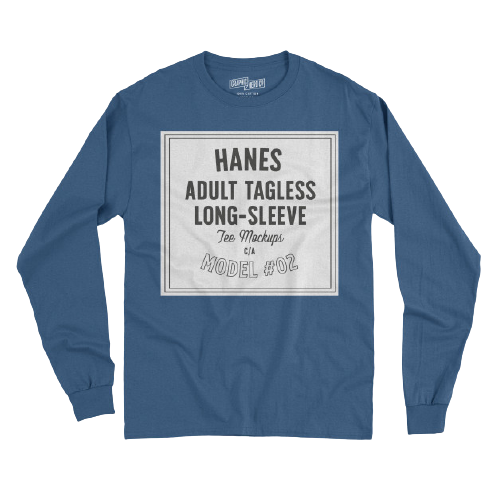 HANES
ADULT TAGLESS
LONG-SLEEVE
Tee Mockups
C/A
MODEL #02